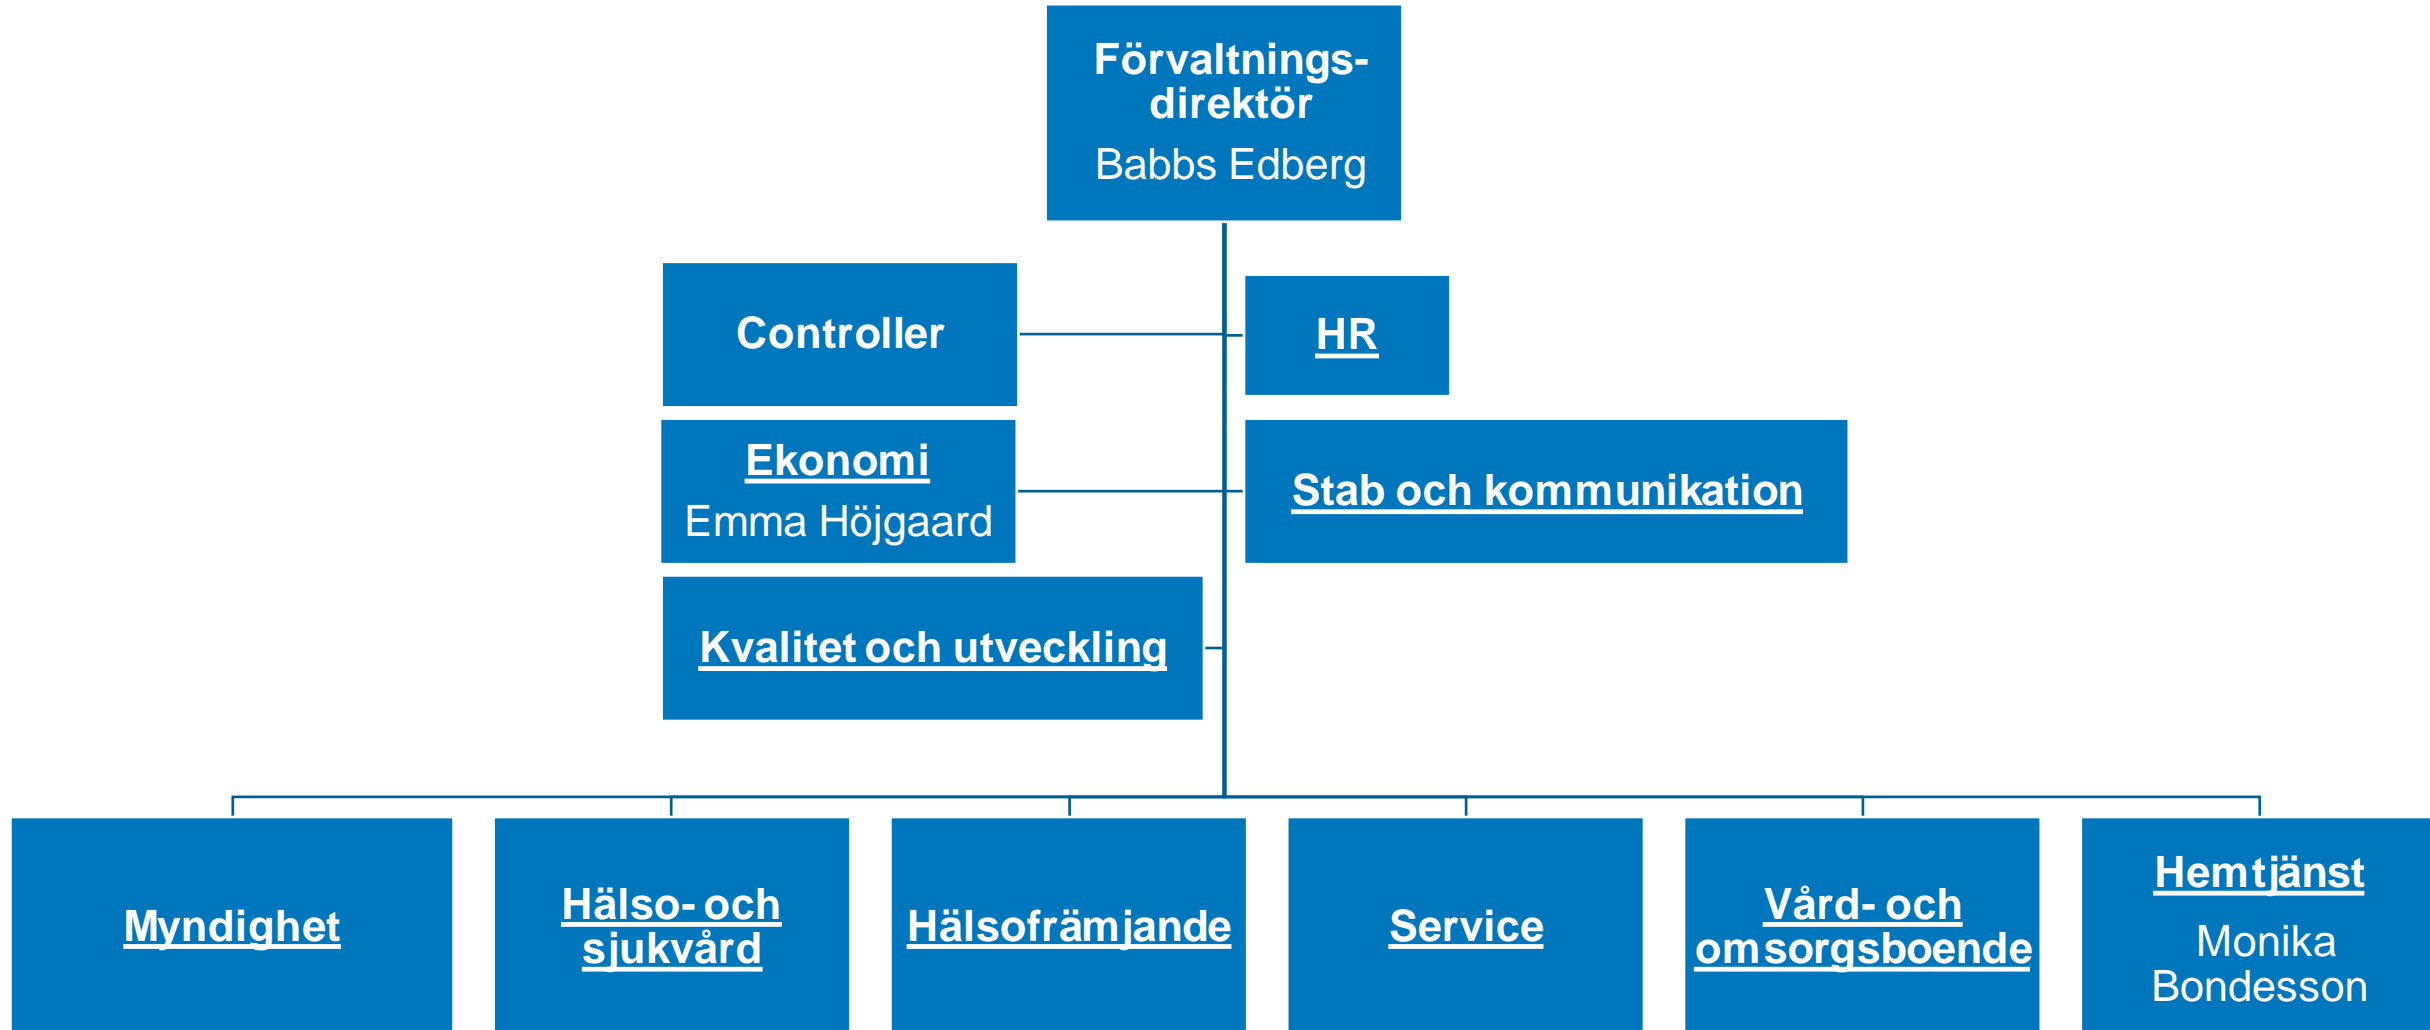 Förvaltnings-
direktör
Babbs Edberg
Controller
HR
Ekonomi
Emma Höjgaard
Stab och kommunikation
Kvalitet och utveckling
Myndighet
Hälso- och
sjukvård
Hälsofrämjande
Service
Vård- och
omsorgsboende
Hemtjänst
Monika
Bondesson